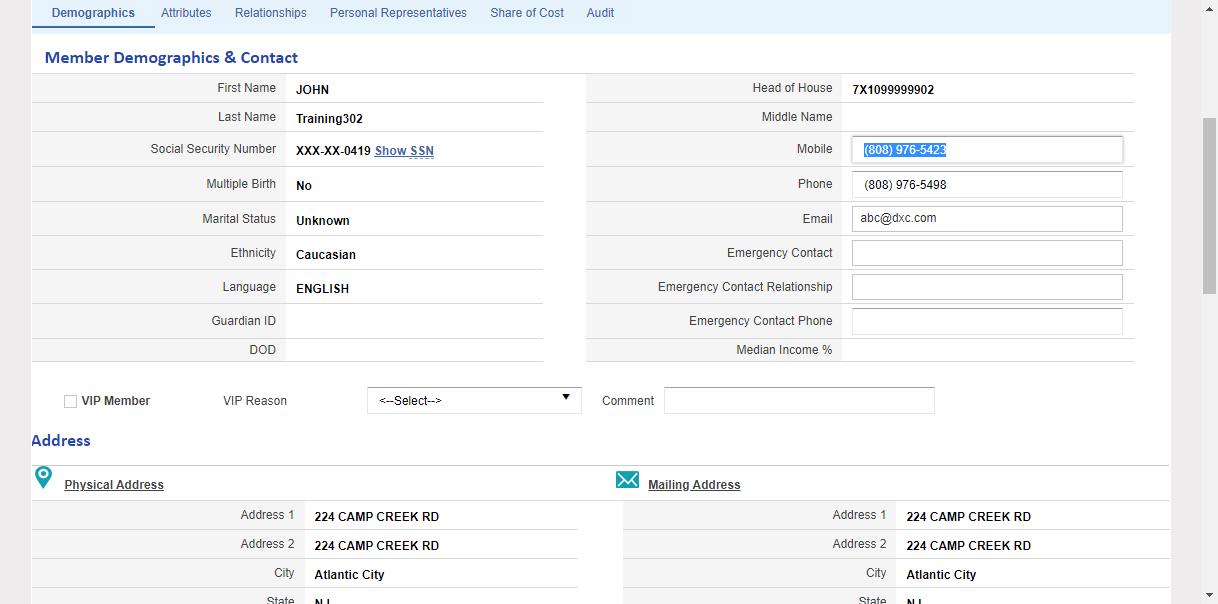 Demographics Attributes Relationships Personal Representatives Share of Cost Audit
Member Demographics & Contact
First Name JOHN Head of House 7X1099999902
Last Name Training302 Middle Name
Social Security Number XXX-XX-0419 Show SSN Mobile (808) 976-5423
Multiple Birth No Phone (808) 976-5498
Marital Status Unknown Email abc@dxc.com
Ethnicity Caucasian Emergency Contact
Language ENGLISH Emergency Contact Relationship
Guardian ID Emergency Contact Phone
DOD Median Income %
VIP Member VIP Reason <--Select--> Comment
Address
Physical Address Mailing Address
Address 1 224 CAMP CREEK RD Address 1 224 CAMP CREEK RD
Address 2 224 CAMP CREEK RD Address 2 224 CAMP CREEK RD
City Atlantic City City Atlantic City
State NJ State NJ